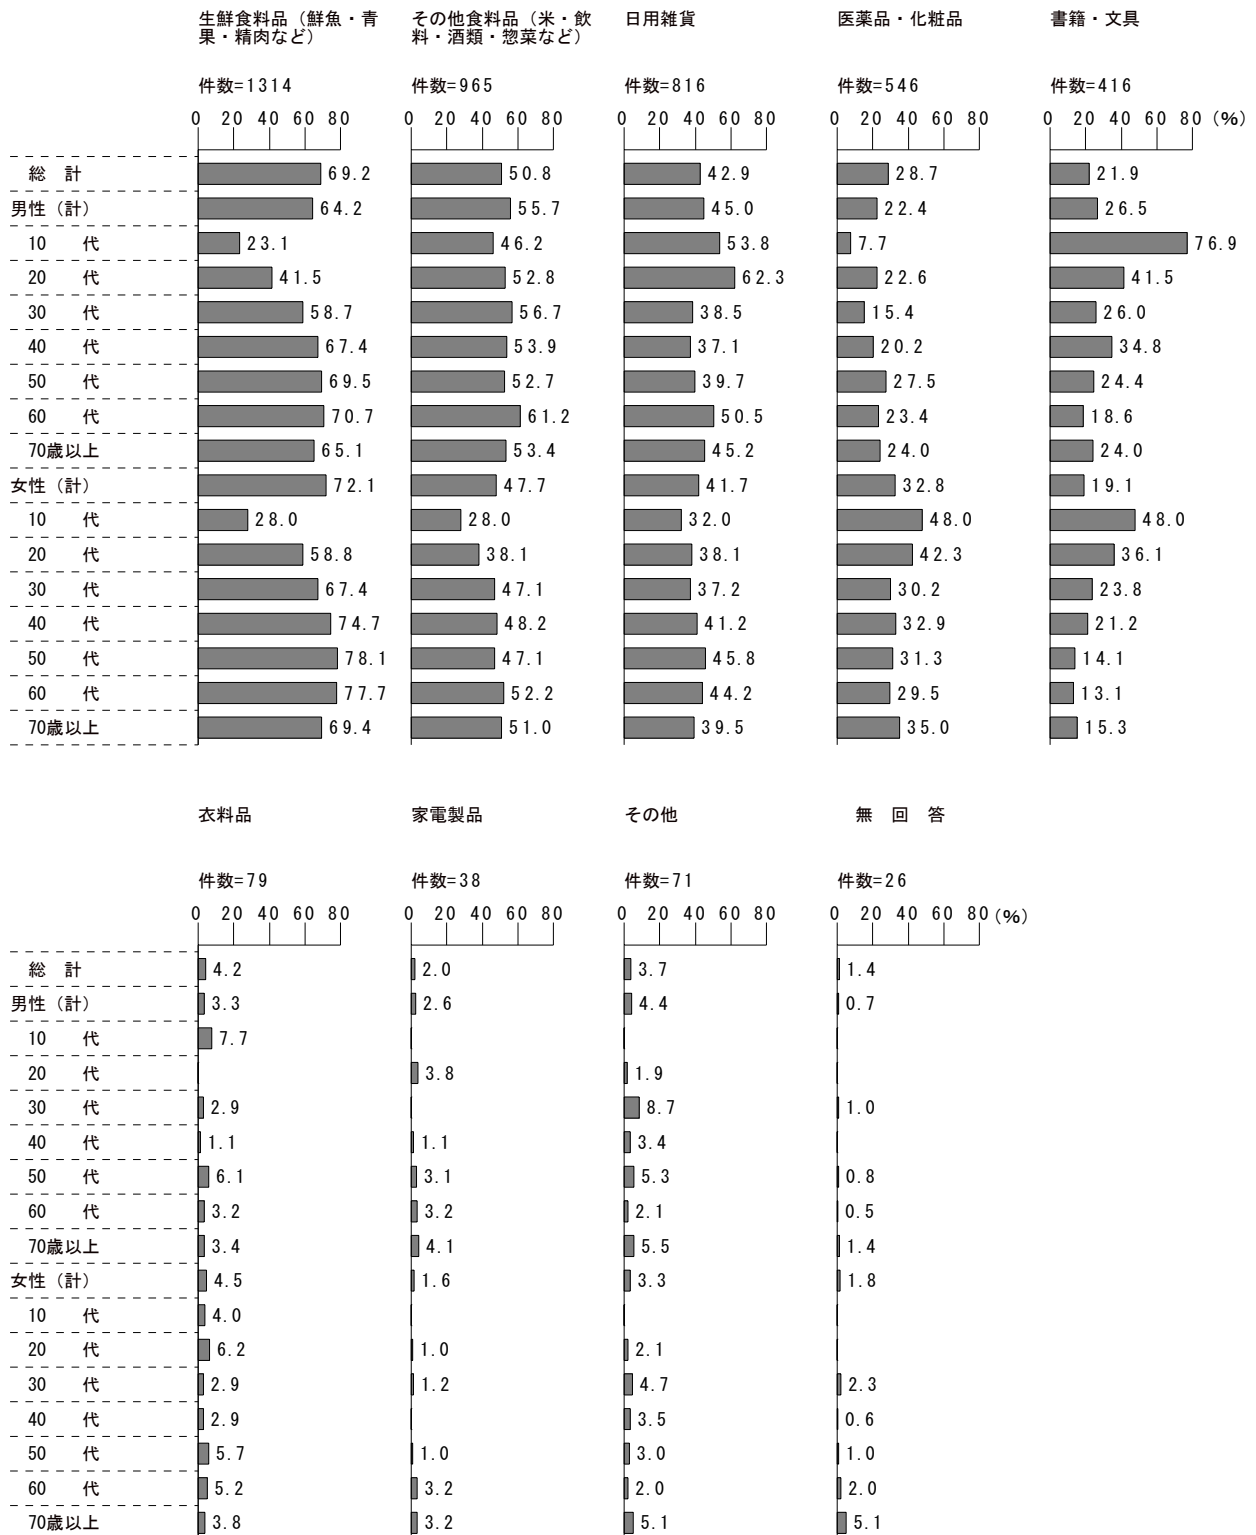 生鮮食料品（鮮魚・青 その他食料品（米・飲 日用雑貨 医薬品・化粧品 書籍・文具
果・精肉など） 料・酒類・惣菜など）
件数=1314 件数=965 件数=816 件数=546 件数=416
0 20 40 60 80 0 20 40 60 80 0 20 40 60 80 0 20 40 60 80 0 20 40 60 80 (%)
総 計 69.2 50.8 42.9 28.7 21.9
男性（計） 64.2 55.7 45.0 22.4 26.5
10 代 23.1 46.2 53.8 7.7 76.9
20 代 41.5 52.8 62.3 22.6 41.5
30 代 58.7 56.7 38.5 15.4 26.0
40 代 67.4 53.9 37.1 20.2 34.8
50 代 69.5 52.7 39.7 27.5 24.4
60 代 70.7 61.2 50.5 23.4 18.6
70歳以上 65.1 53.4 45.2 24.0 24.0
女性（計） 72.1 47.7 41.7 32.8 19.1
10 代 28.0 28.0 32.0 48.0 48.0
20 代 58.8 38.1 38.1 42.3 36.1
30 代 67.4 47.1 37.2 30.2 23.8
40 代 74.7 48.2 41.2 32.9 21.2
50 代 78.1 47.1 45.8 31.3 14.1
60 代 77.7 52.2 44.2 29.5 13.1
70歳以上 69.4 51.0 39.5 35.0 15.3
衣料品 家電製品 その他 無 回 答
件数=79 件数=38 件数=71 件数=26
0 20 40 60 80 0 20 40 60 80 0 20 40 60 80 0 20 40 60 80 (%)
総 計 4.2 2.0 3.7 1.4
男性（計） 3.3 2.6 4.4 0.7
10 代 7.7
20 代 3.8 1.9
30 代 2.9 8.7 1.0
40 代 1.1 1.1 3.4
50 代 6.1 3.1 5.3 0.8
60 代 3.2 3.2 2.1 0.5
70歳以上 3.4 4.1 5.5 1.4
女性（計） 4.5 1.6 3.3 1.8
10 代 4.0
20 代 6.2 1.0 2.1
30 代 2.9 1.2 4.7 2.3
40 代 2.9 3.5 0.6
50 代 5.7 1.0 3.0 1.0
60 代 5.2 3.2 2.0 2.0
70歳以上 3.8 3.2 5.1 5.1